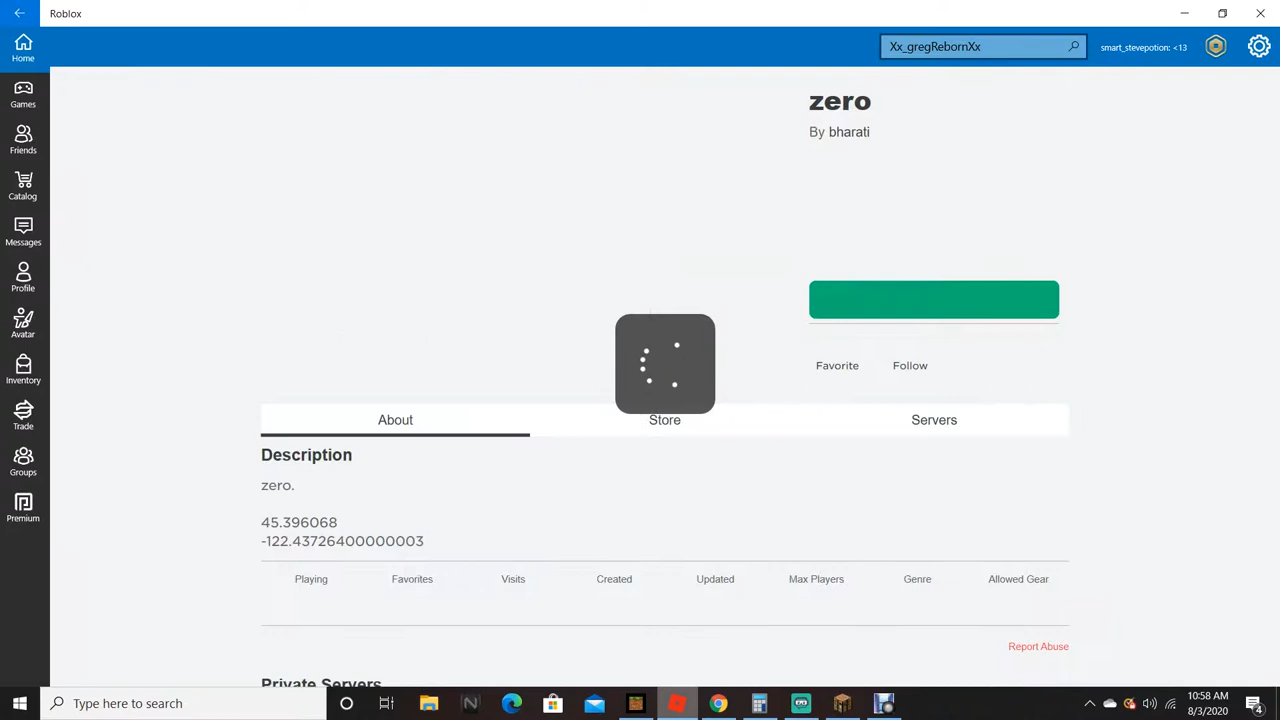 Roblox
Xx_gregRebornXx
smart_stevepotion: <13
Home
Games
Friends
Catalog
Messages
Profile
Avatar
Inventory
Trade
Groups
Premium
zero
By bharati
Favorite Follow
About Store Servers
Description
zero.
45.396068
-122.43726400000003
Playing Favorites Visits Created Updated Max Players Genre Allowed Gear
Report Abuse
Private Servers
Type here to search
10:58 AM
8/3/2020
4